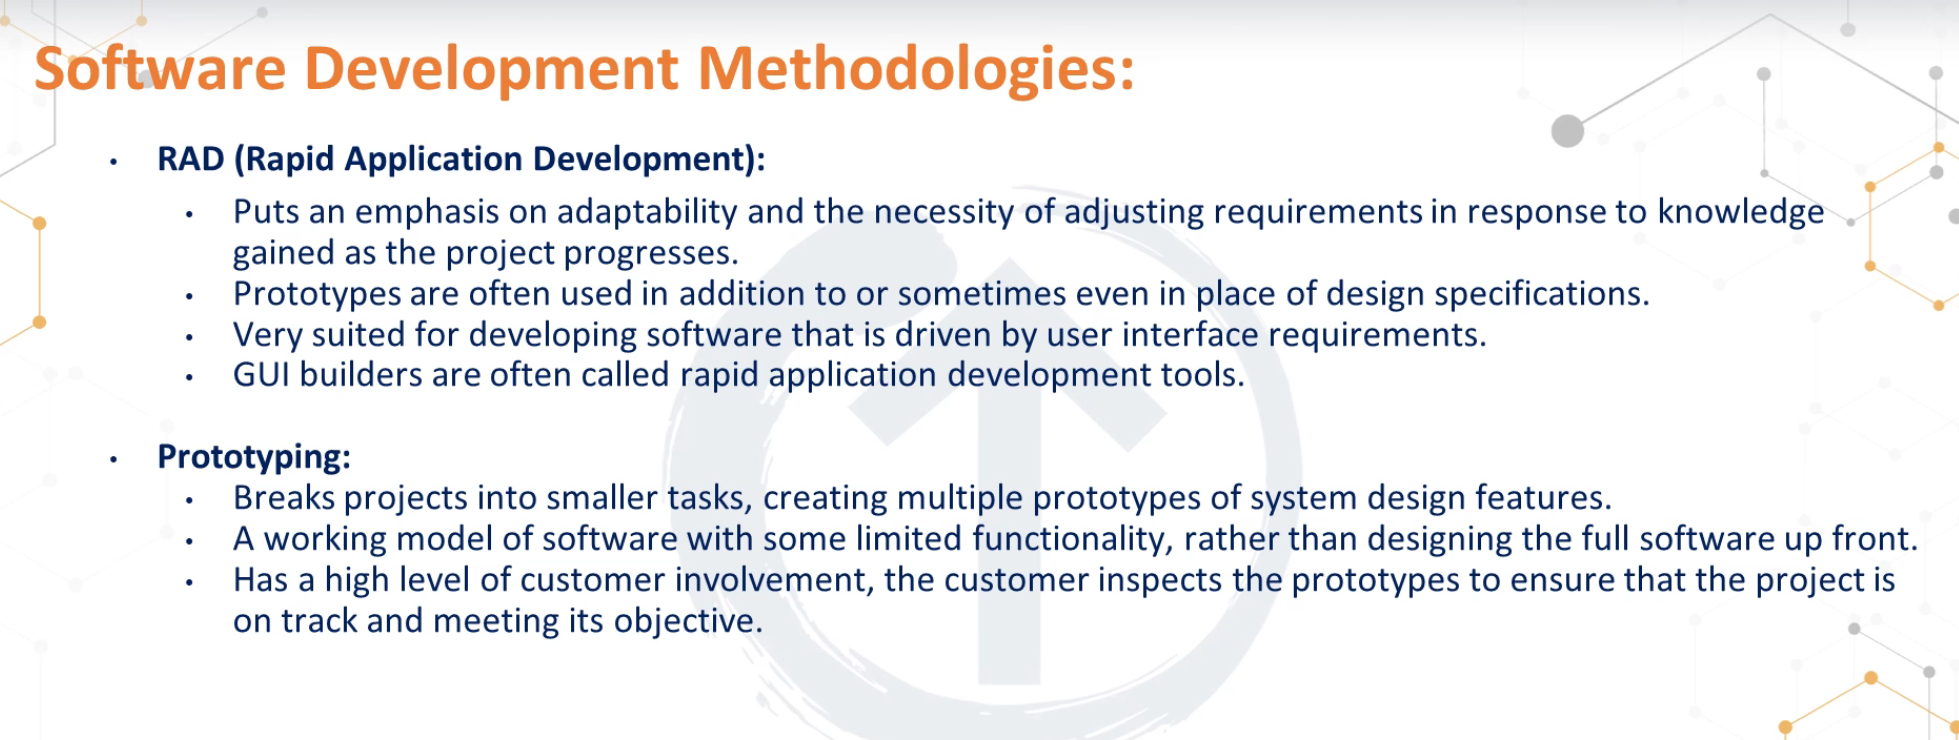 Software Development Methodologies:
• RAD (Rapid Application Development):
• Puts an emphasis on adaptability and the necessity of adjusting requirements in response to knowledge
gained as the project progresses.
• Prototypes are often used in addition to or sometimes even in place of design specifications.
• Very suited for developing software that is driven by user interface requirements.
• GUI builders are often called rapid application development tools.
• Prototyping:
• Breaks projects into smaller tasks, creating multiple prototypes of system design features.
• A working model of software with some limited functionality, rather than designing the full software up front.
• Has a high level of customer involvement, the customer inspects the prototypes to ensure that the project is
on track and meeting its objective.